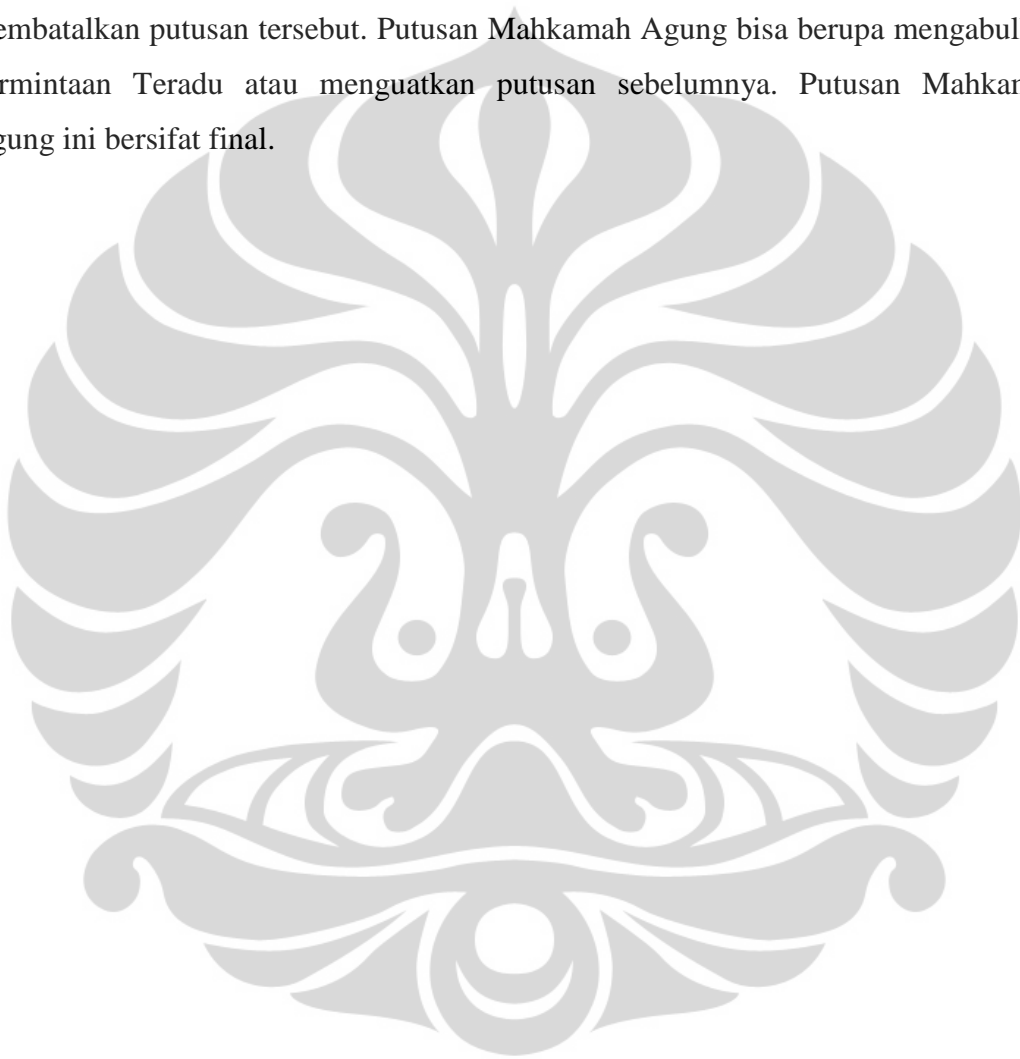 embatalkan putusan tersebut. Putusan Mahkamah Agung bisa berupa mengabul
rmintaan Teradu atau menguatkan putusan sebelumnya. Putusan Mahkam
gung ini bersifat final.